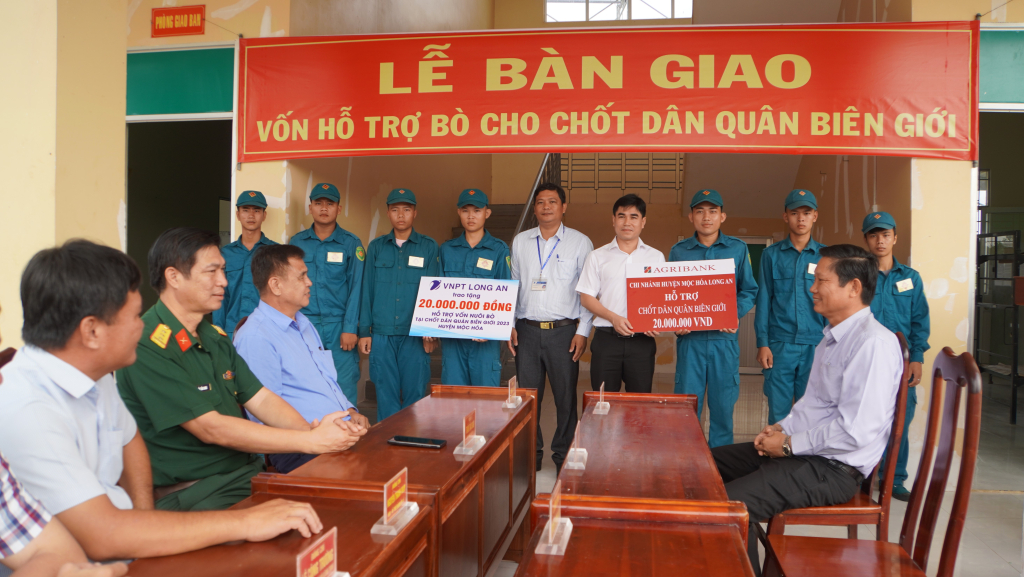 PHÒNG GIAO BAN
LỄ BÀN GIAO
VỐN HỖ TRỢ BÒ CHO CHỐT DÂN QUÂN BIÊN GIỚI
VNPT LONG AN
trao tặng
20.000.000 ĐỒNG
HỖ TRỢ VỐN NUÔI BÒ
TẠI CHỐT DÂN QUÂN BIÊN GIỚI 2023
HUYỆN MỘC HÓA
AGRIBANK
CHI NHÁNH HUYỆN MỘC HÓA LONG AN
HỖ TRỢ
CHỐT DÂN QUÂN BIÊN GIỚI
20.000.000 VND